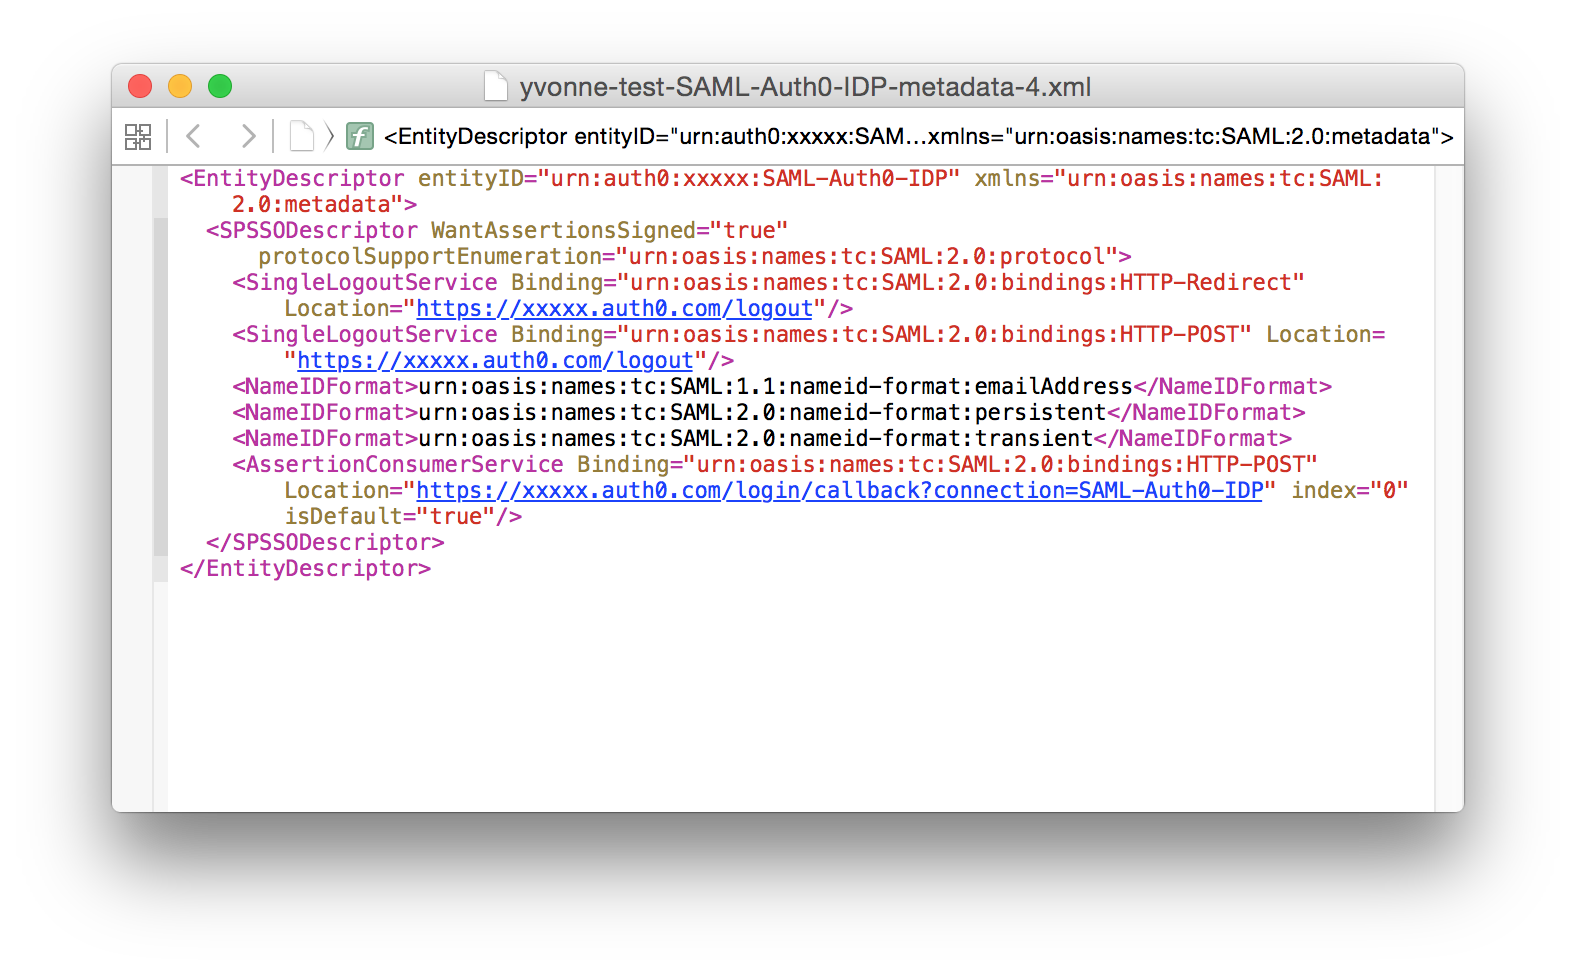 yvonne-test-SAML-Auth0-IDP-metadata-4.xml
<EntityDescriptor entityID="urn:auth0:xxxxx:SAM…xmlns="urn:oasis:names:tc:SAML:2.0:metadata">
<EntityDescriptor entityID="urn:auth0:xxxxx:SAML-Auth0-IDP" xmlns="urn:oasis:names:tc:SAML:
2.0:metadata">
<SPSSODescriptor WantAssertionsSigned="true"
protocolSupportEnumeration="urn:oasis:names:tc:SAML:2.0:protocol">
<SingleLogoutService Binding="urn:oasis:names:tc:SAML:2.0:bindings:HTTP-Redirect"
Location="https://xxxxx.auth0.com/logout"/>
<SingleLogoutService Binding="urn:oasis:names:tc:SAML:2.0:bindings:HTTP-POST" Location=
"https://xxxxx.auth0.com/logout"/>
<NameIDFormat>urn:oasis:names:tc:SAML:1.1:nameid-format:emailAddress</NameIDFormat>
<NameIDFormat>urn:oasis:names:tc:SAML:2.0:nameid-format:persistent</NameIDFormat>
<NameIDFormat>urn:oasis:names:tc:SAML:2.0:nameid-format:transient</NameIDFormat>
<AssertionConsumerService Binding="urn:oasis:names:tc:SAML:2.0:bindings:HTTP-POST"
Location="https://xxxxx.auth0.com/login/callback?connection=SAML-Auth0-IDP" index="0"
isDefault="true"/>
</SPSSODescriptor>
</EntityDescriptor>